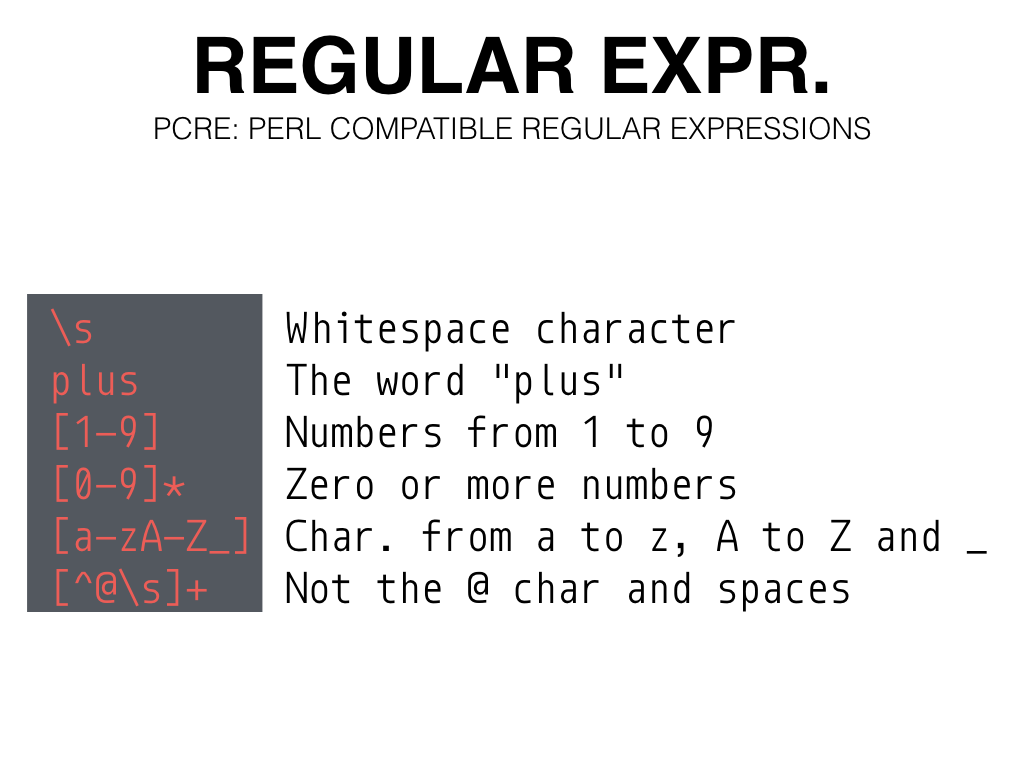 REGULAR EXPR.
PCRE: PERL COMPATIBLE REGULAR EXPRESSIONS
\s Whitespace character
plus The word "plus"
[1-9] Numbers from 1 to 9
[0-9]* Zero or more numbers
[a-zA-Z_] Char. from a to z, A to Z and _
[^@\s]+ Not the @ char and spaces